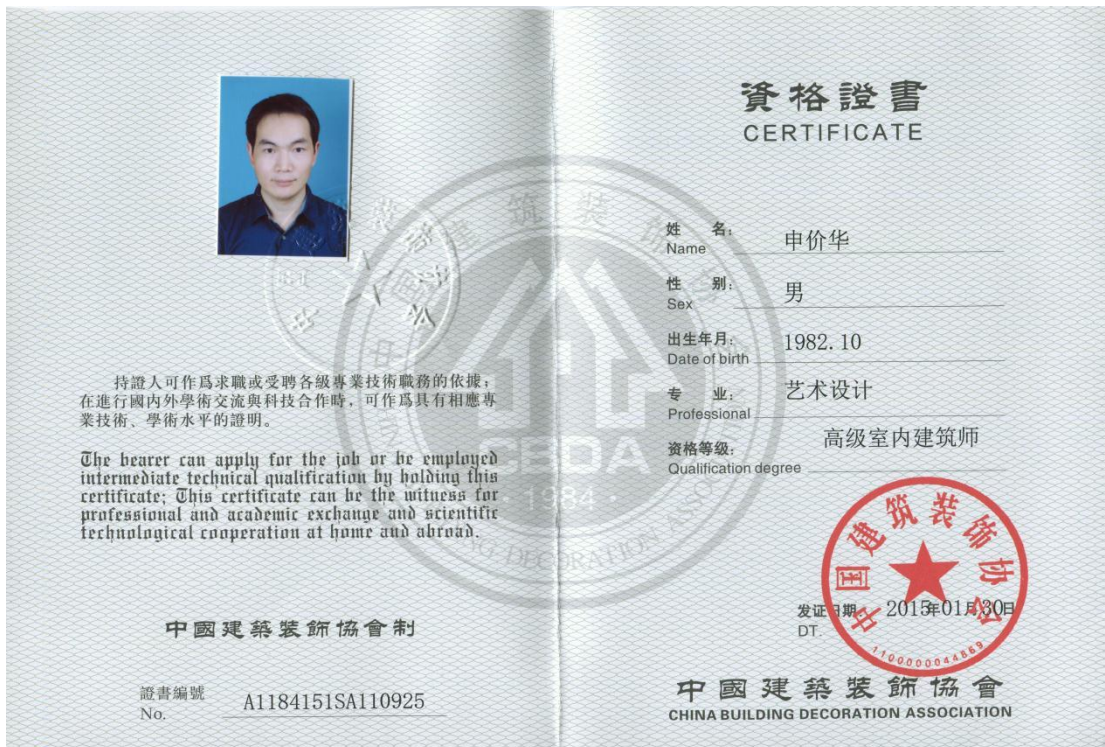 持證人可作爲求職或受聘各級專業技術職務的依據;
在進行國内外學術交流與科技合作時,可作爲具有相應專
業技術、學術水平的證明。
The bearer can apply for the job or be employed
intermediate technical qualification by holding this
certificate; This certificate can be the witness for
professional and academic exchange and scientific
technological cooperation at home and abroad.
中國建築裝飾協會制
證書編號
No. A1184151SA110925
資格證書
CERTIFICATE
姓 名: 申价华
Name
性 别: 男
Sex
出生年月: 1982.10
Date of birth
专 业: 艺术设计
Professional
资格等级: 高级室内建筑师
Qualification degree
CBDA
· 1984 ·
中国建筑装饰协会
发证日期 2015年01月30日
DT.
1100000044869
中國建築裝飾協會
CHINA BUILDING DECORATION ASSOCIATION